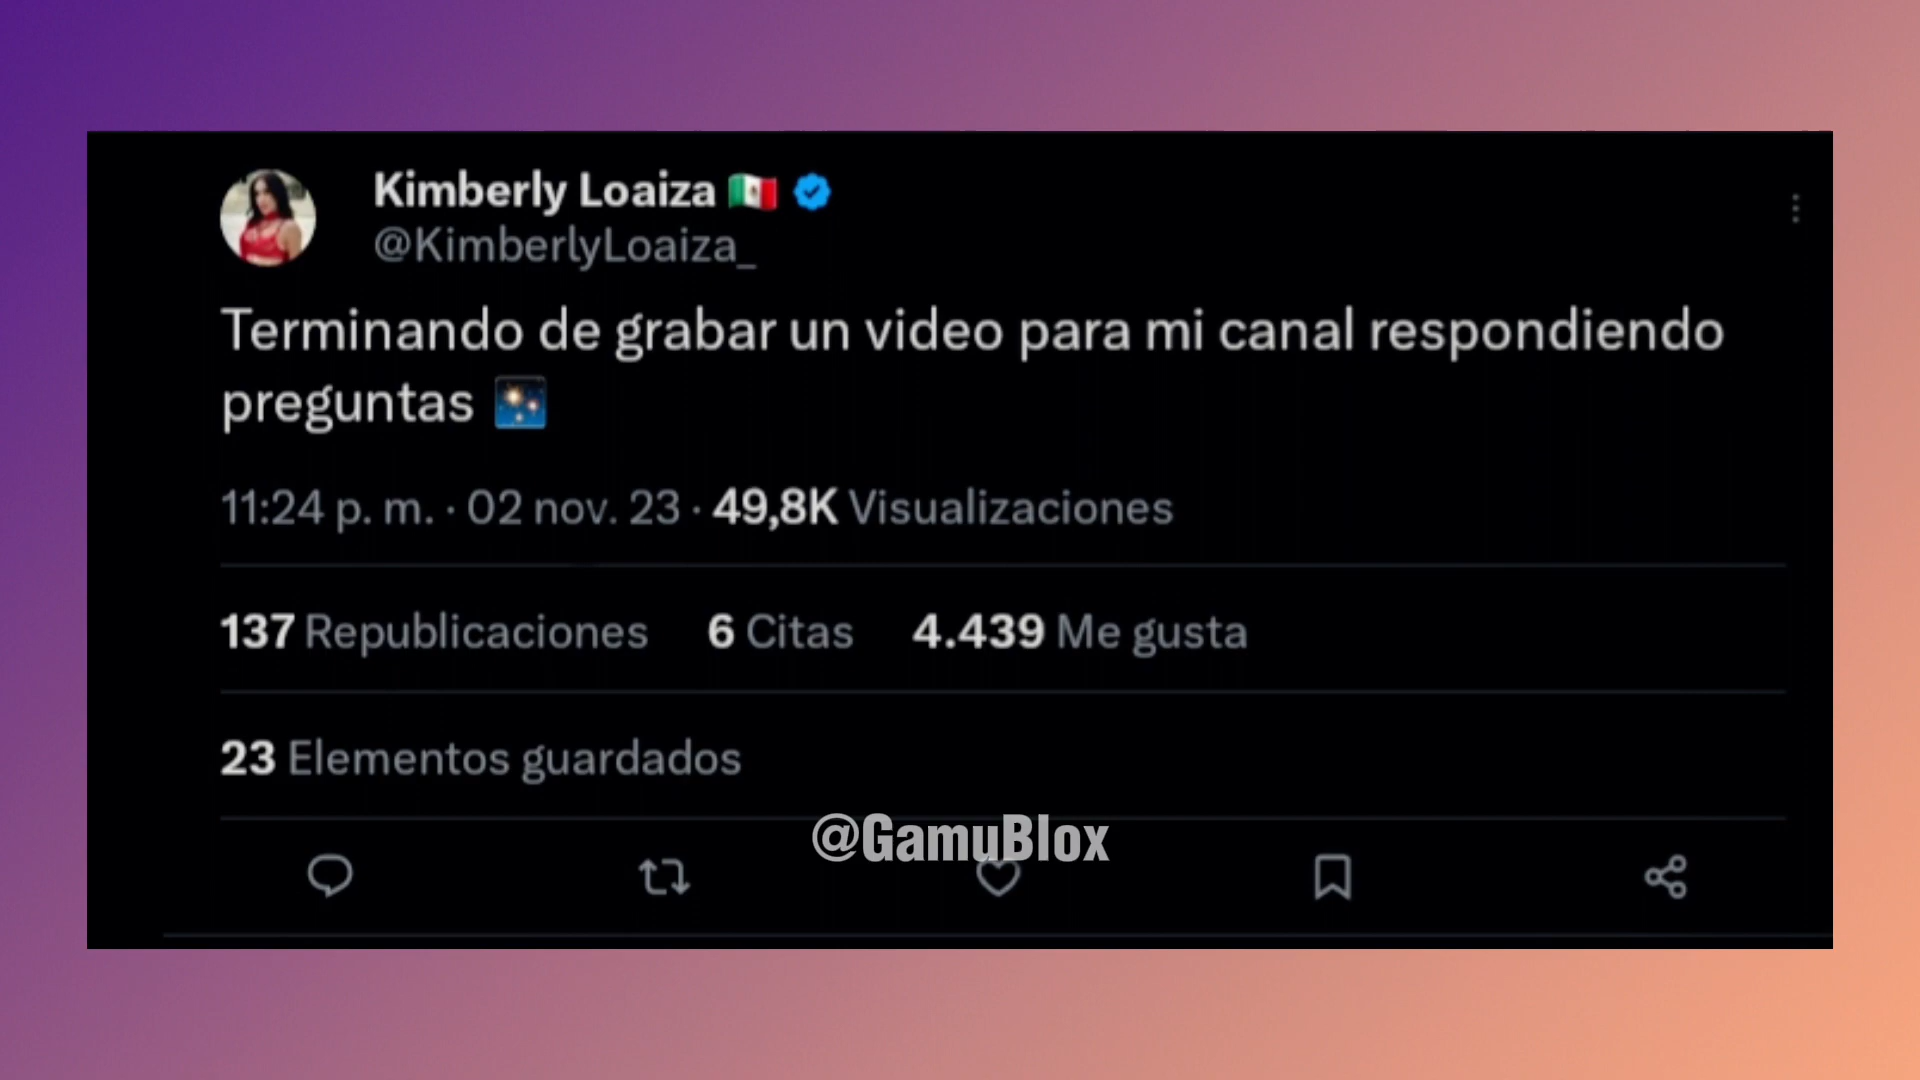 Kimberly Loaiza 🇲🇽
@KimberlyLoaiza_
Terminando de grabar un video para mi canal respondiendo
preguntas 🎇
11:24 p. m. · 02 nov. 23 · 49,8K Visualizaciones
137 Republicaciones 6 Citas 4.439 Me gusta
23 Elementos guardados
@GamuBlox